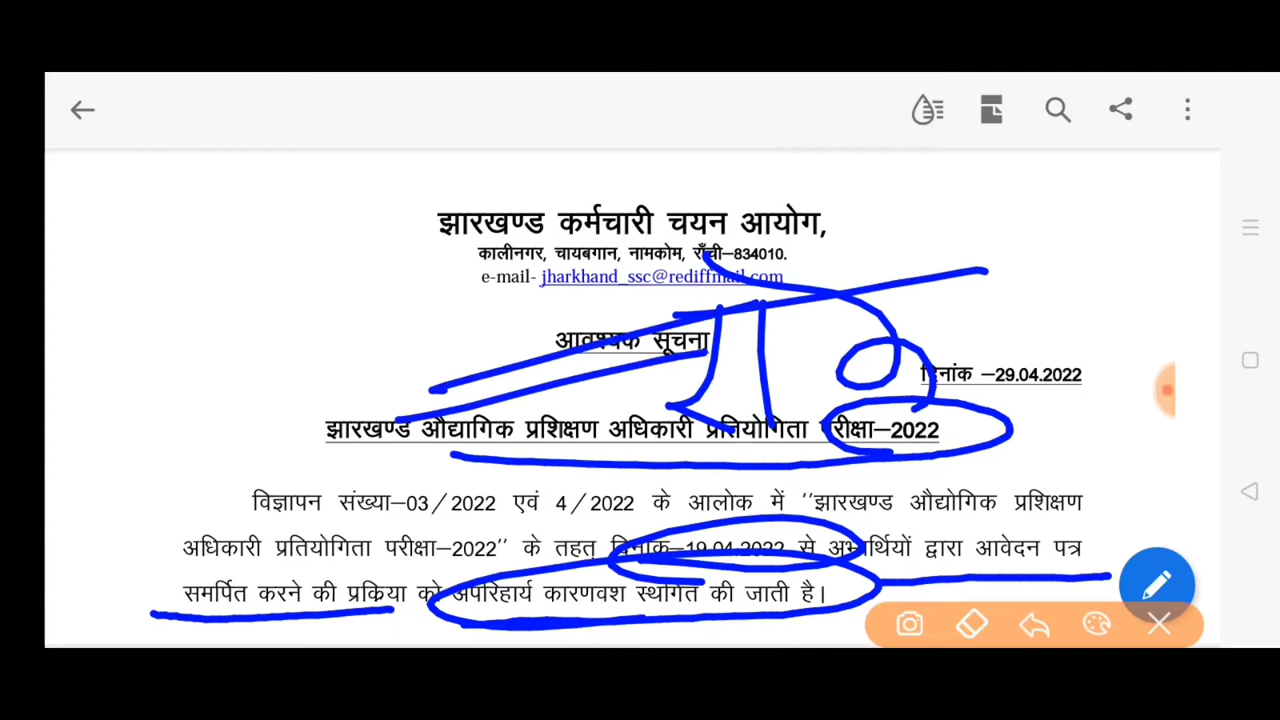 झारखण्ड कर्मचारी चयन आयोग,
कालीनगर, चायबगान, नामकोम, राँची–834010.
e-mail- jharkhand_ssc@rediffmail.com
आवश्यक सूचना
दिनांक –29.04.2022
झारखण्ड औद्यागिक प्रशिक्षण अधिकारी प्रतियोगिता परीक्षा–2022
विज्ञापन संख्या–03/2022 एवं 4/2022 के आलोक में ''झारखण्ड औद्योगिक प्रशिक्षण
अधिकारी प्रतियोगिता परीक्षा–2022'' के तहत् दिनांक–19.04.2022 से अभ्यर्थियों द्वारा आवेदन पत्र
समर्पित करने की प्रकिया को अपरिहार्य कारणवश स्थगित की जाती है।